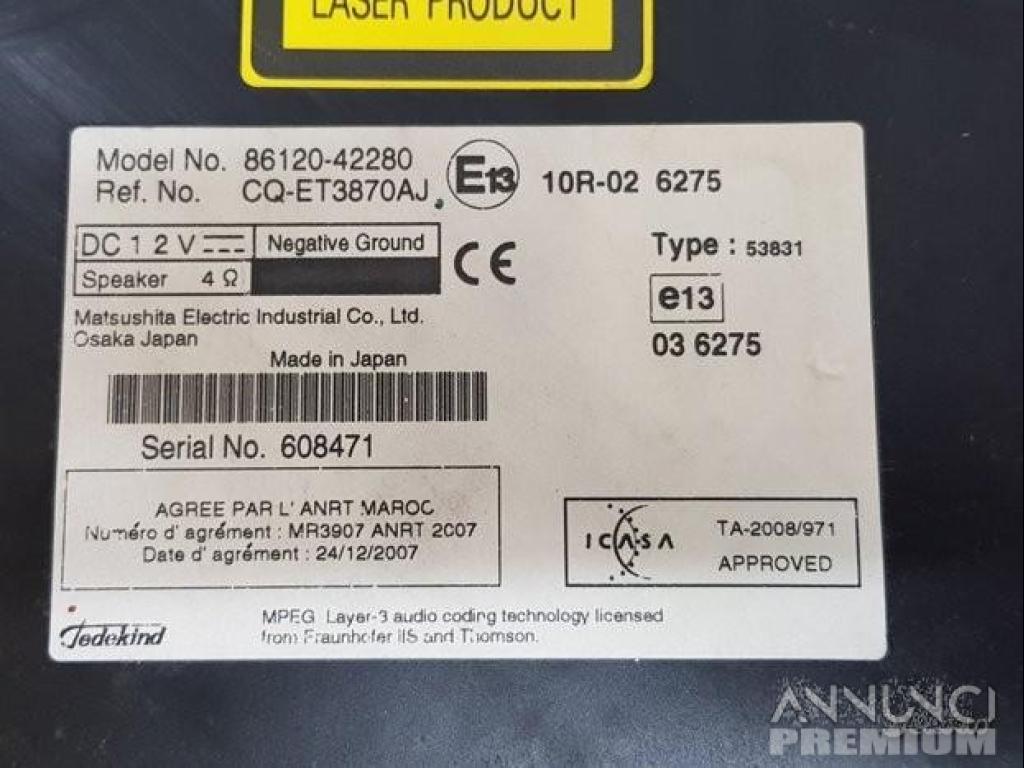 LASER PRODUCT
Model No. 86120-42280
Ref. No. CQ-ET3870AJ
E13
10R-02 6275
DC 1 2 V
Negative Ground
Speaker 4 Ω
CE
Type : 53831
e13
03 6275
Matsushita Electric Industrial Co., Ltd.
Osaka Japan
Made in Japan
Serial No. 608471
AGREE PAR L' ANRT MAROC
Numéro d' agrément : MR3907 ANRT 2007
Date d' agrément : 24/12/2007
ICASA
TA-2008/971
APPROVED
MPEG Layer-3 audio coding technology licensed
from Fraunhofer IIS and Thomson.
ANNUNCI
PREMIUM